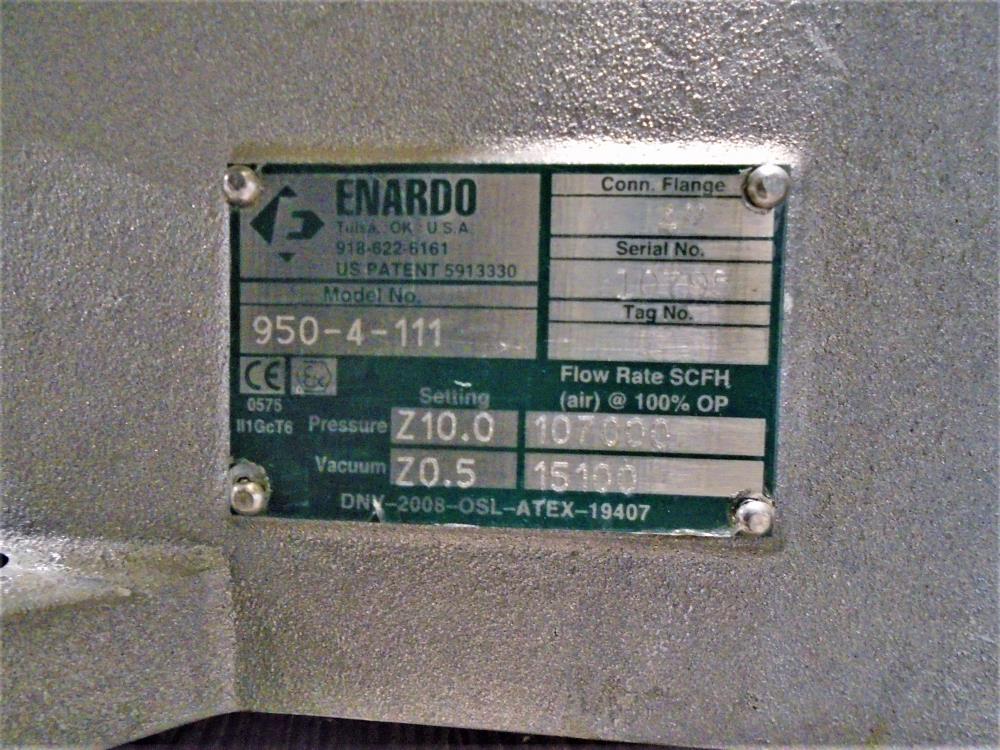 ENARDO
Tulsa, OK U.S.A.
918-622-6161
US PATENT 5913330
Model No.
950-4-111
Conn. Flange
Serial No.
Tag No.
CE
Ex
0575
II1GcT6
Setting
Flow Rate SCFH
(air) @ 100% OP
Pressure Z10.0 107000
Vacuum Z0.5 15100
DNV-2008-OSL-ATEX-19407